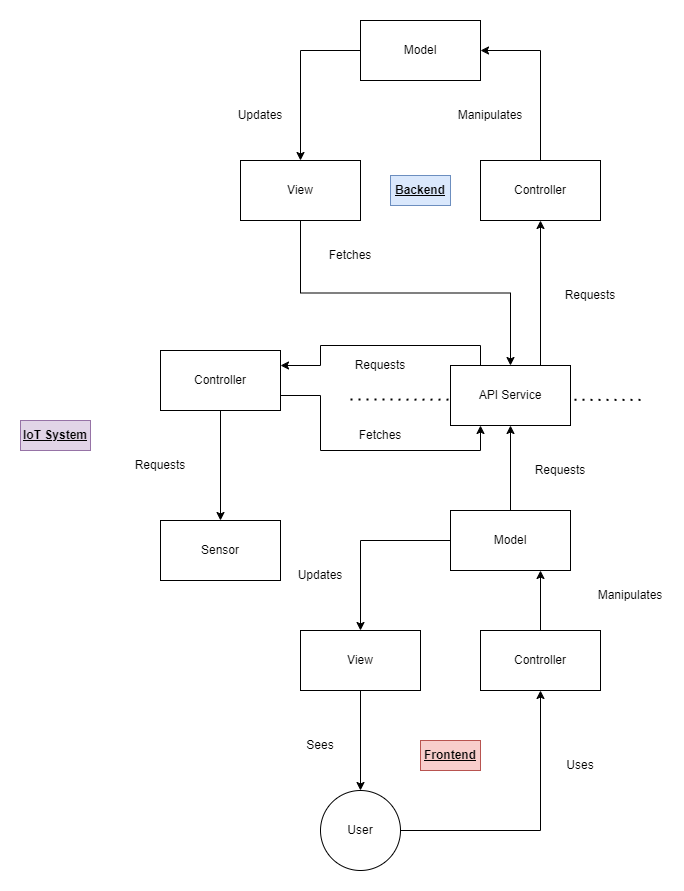 Model
Updates
Manipulates
View
Backend
Controller
Fetches
Requests
Controller
Requests
API Service
IoT System
Fetches
Requests
Requests
Sensor
Model
Updates
Manipulates
View
Controller
Sees
Frontend
Uses
User